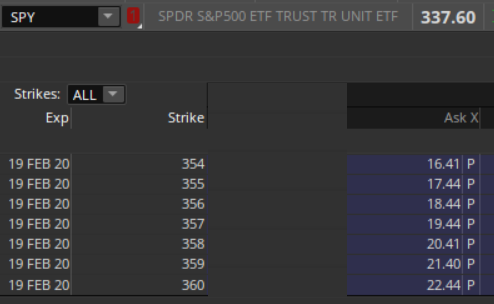 SPY 1 SPDR S&P500 ETF TRUST TR UNIT ETF 337.60
Strikes: ALL
Exp Strike Ask X
19 FEB 20 354 16.41 P
19 FEB 20 355 17.44 P
19 FEB 20 356 18.44 P
19 FEB 20 357 19.44 P
19 FEB 20 358 20.41 P
19 FEB 20 359 21.40 P
19 FEB 20 360 22.44 P